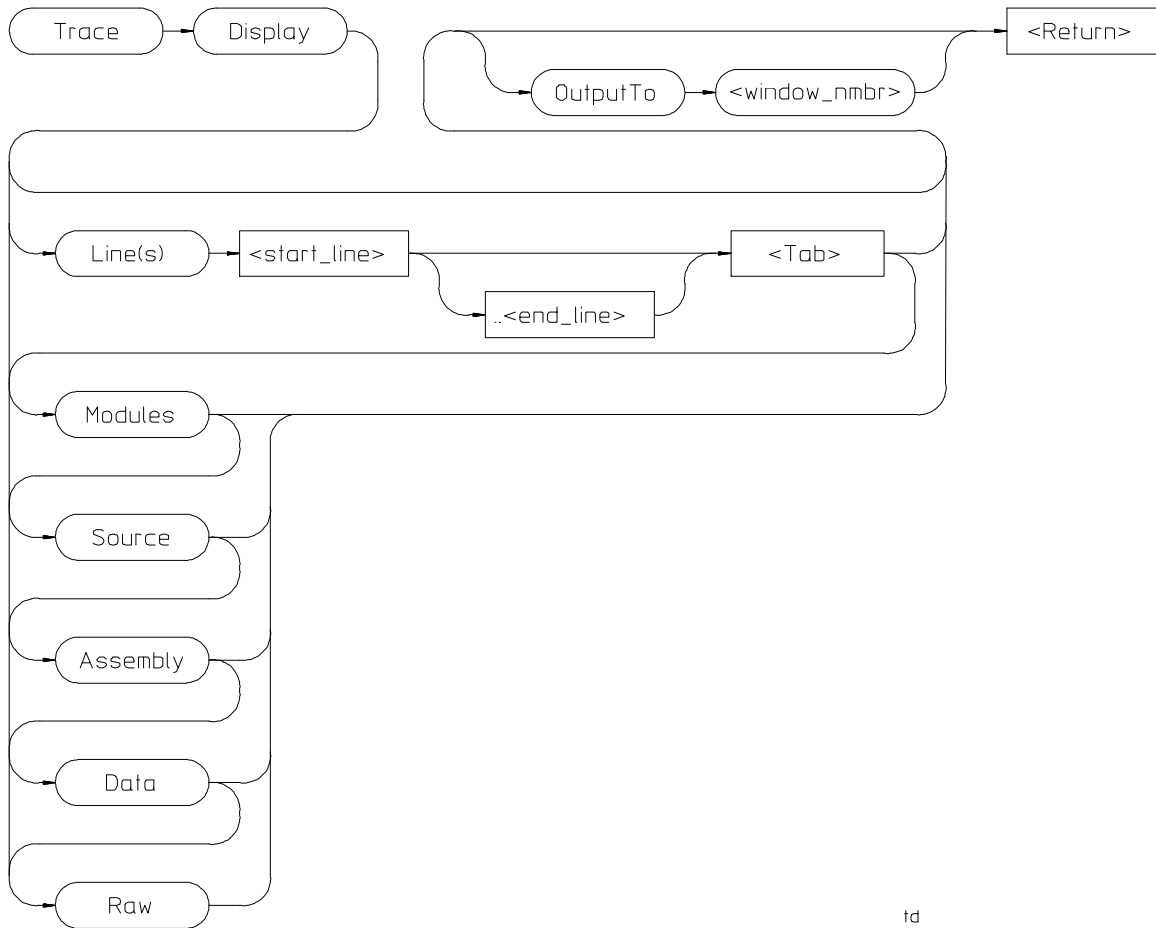 Trace Display <Return>
OutputTo <window_nmbr>
Line(s) <start_line> <Tab>
..<end_line>
Modules
Source
Assembly
Data
Raw
td